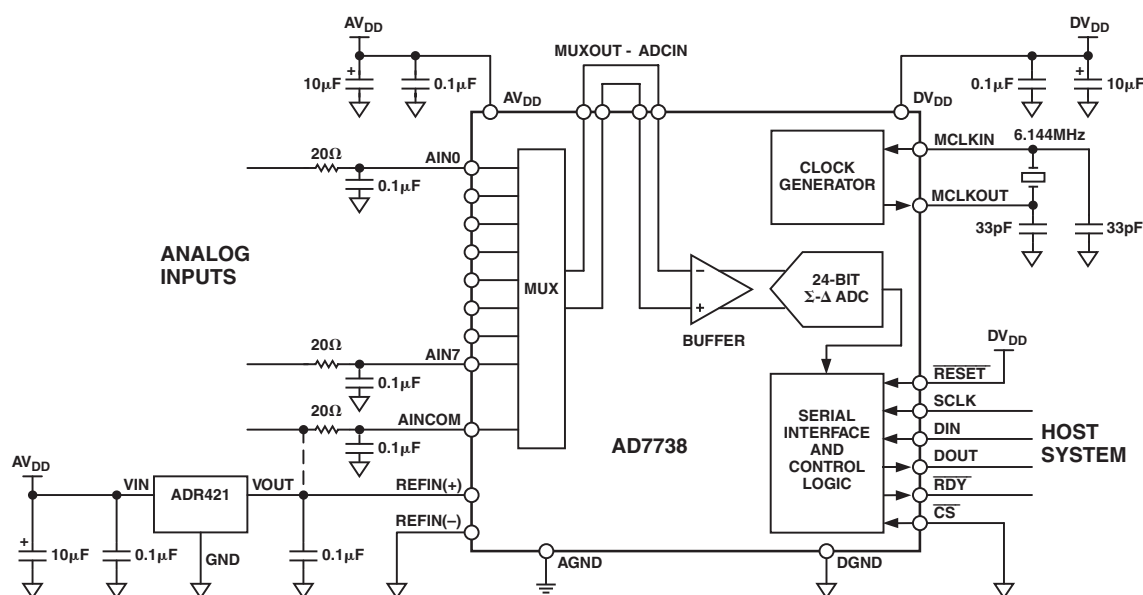 AVDD
DVDD
MUXOUT - ADCIN
10µF
+
0.1µF
0.1µF
+
10µF
AVDD
DVDD
20Ω
AIN0
0.1µF
MUX
CLOCK
GENERATOR
MCLKIN
6.144MHz
MCLKOUT
33pF
33pF
ANALOG
INPUTS
–
+
BUFFER
24-BIT
Σ-Δ ADC
20Ω
AIN7
0.1µF
20Ω
AINCOM
0.1µF
AD7738
SERIAL
INTERFACE
AND
CONTROL
LOGIC
DVDD
RESET
SCLK
DIN
DOUT
RDY
CS
HOST
SYSTEM
AVDD
VIN
ADR421
VOUT
REFIN(+)
REFIN(–)
+
10µF
0.1µF
GND
0.1µF
AGND
DGND